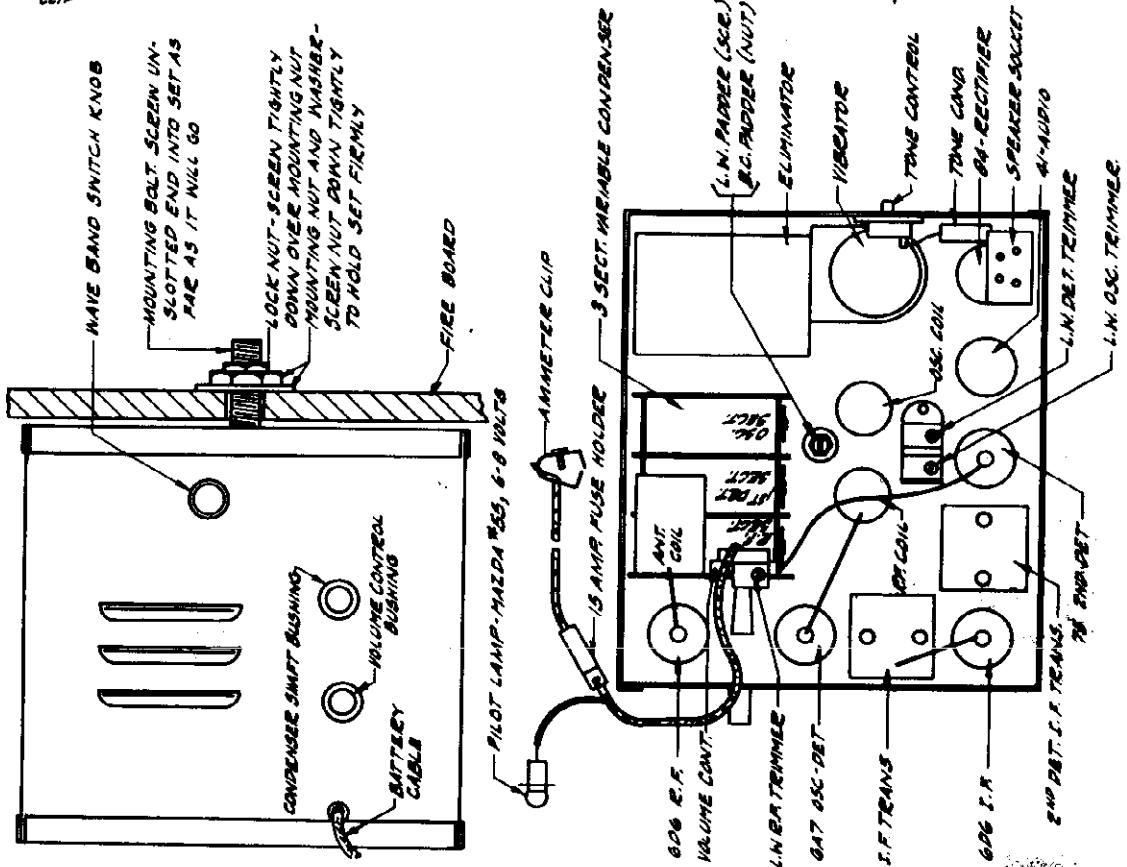 WAVE BAND SWITCH KNOB
MOUNTING BOLT. SCREW UN-
SLOTTED END INTO SET AS
FAR AS IT WILL GO
LOCK NUT-SCREW TIGHTLY
DOWN OVER MOUNTING NUT
MOUNTING NUT AND WASHER-
SCREW NUT DOWN TIGHTLY
TO HOLD SET FIRMLY
FIRE BOARD
CONDENSER SHAFT BUSHING
VOLUME CONTROL
BUSHING
BATTERY
CABLE
PILOT LAMP-MAZDA #55, 6-8 VOLTS
AMMETER CLIP
15 AMP. FUSE HOLDER
3 SECT. VARIABLE CONDENSER
L.W. PADDER (SCR.)
B.C. PADDER (NUT)
ELIMINATOR
VIBRATOR
TONE CONTROL
TONE COND.
84-RECTIFIER
SPEAKER SOCKET
41-AUDIO
L.W. DET. TRIMMER
L.W. OSC. TRIMMER
OSC. COIL
OSC.
SECT.
1ST DET.
SECT.
R.F.
SECT.
ANT.
COIL
R.F. COIL
6D6 R.F.
VOLUME CONT.
L.W. R.F. TRIMMER
6A7 OSC-DET
I.F. TRANS
6D6 I.F.
2ND DET. I.F. TRANS.
75 2ND. DET